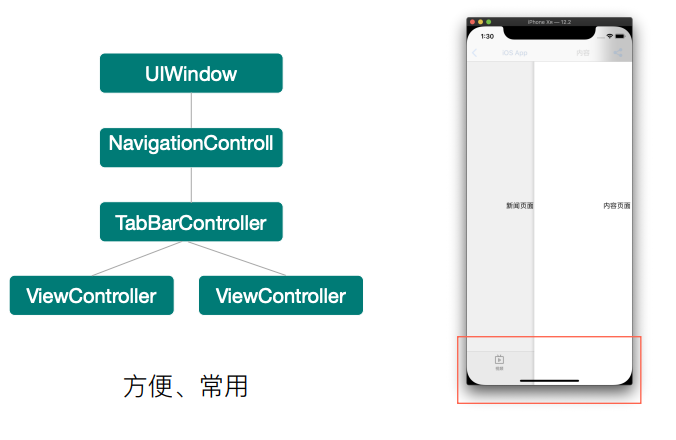 UIWindow
NavigationControll
TabBarController
ViewController
ViewController
方便、常用
iPhone Xʀ — 12.2
1:30
iOS App
内容
新闻页面
内容页面
视频